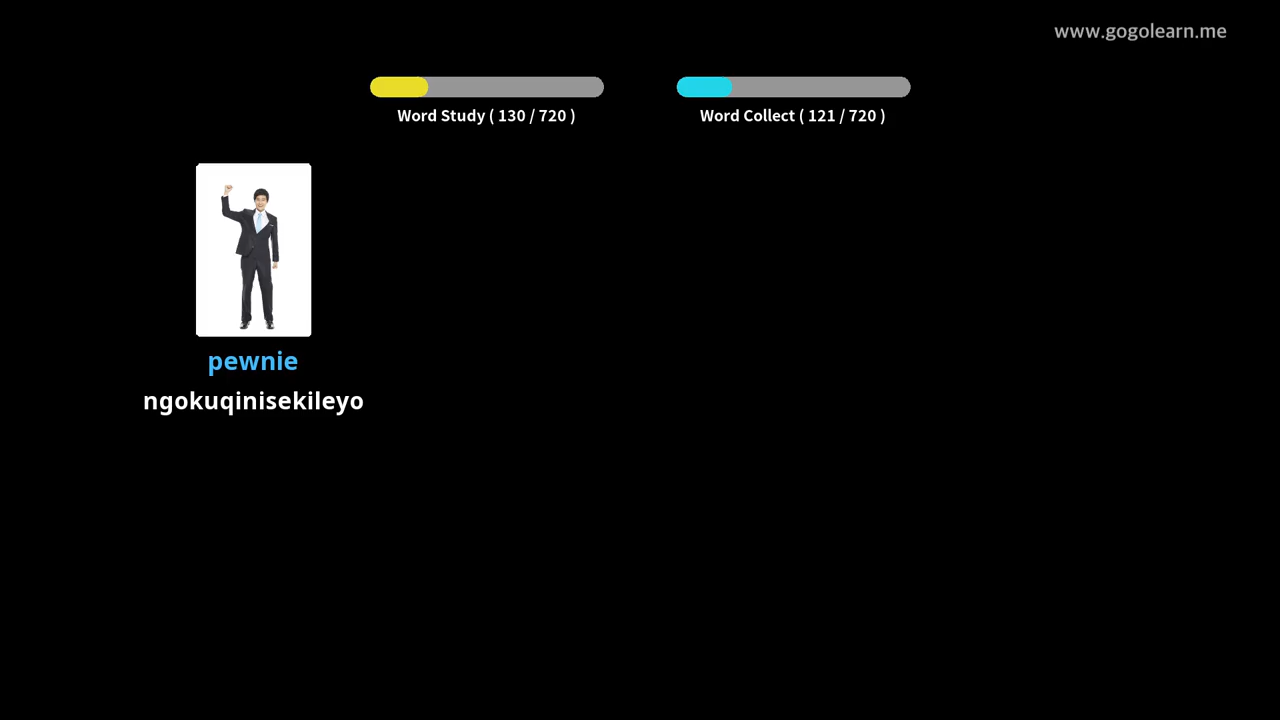 www.gogolearn.me
Word Study ( 130 / 720 )
Word Collect ( 121 / 720 )
pewnie
ngokuqinisekileyo